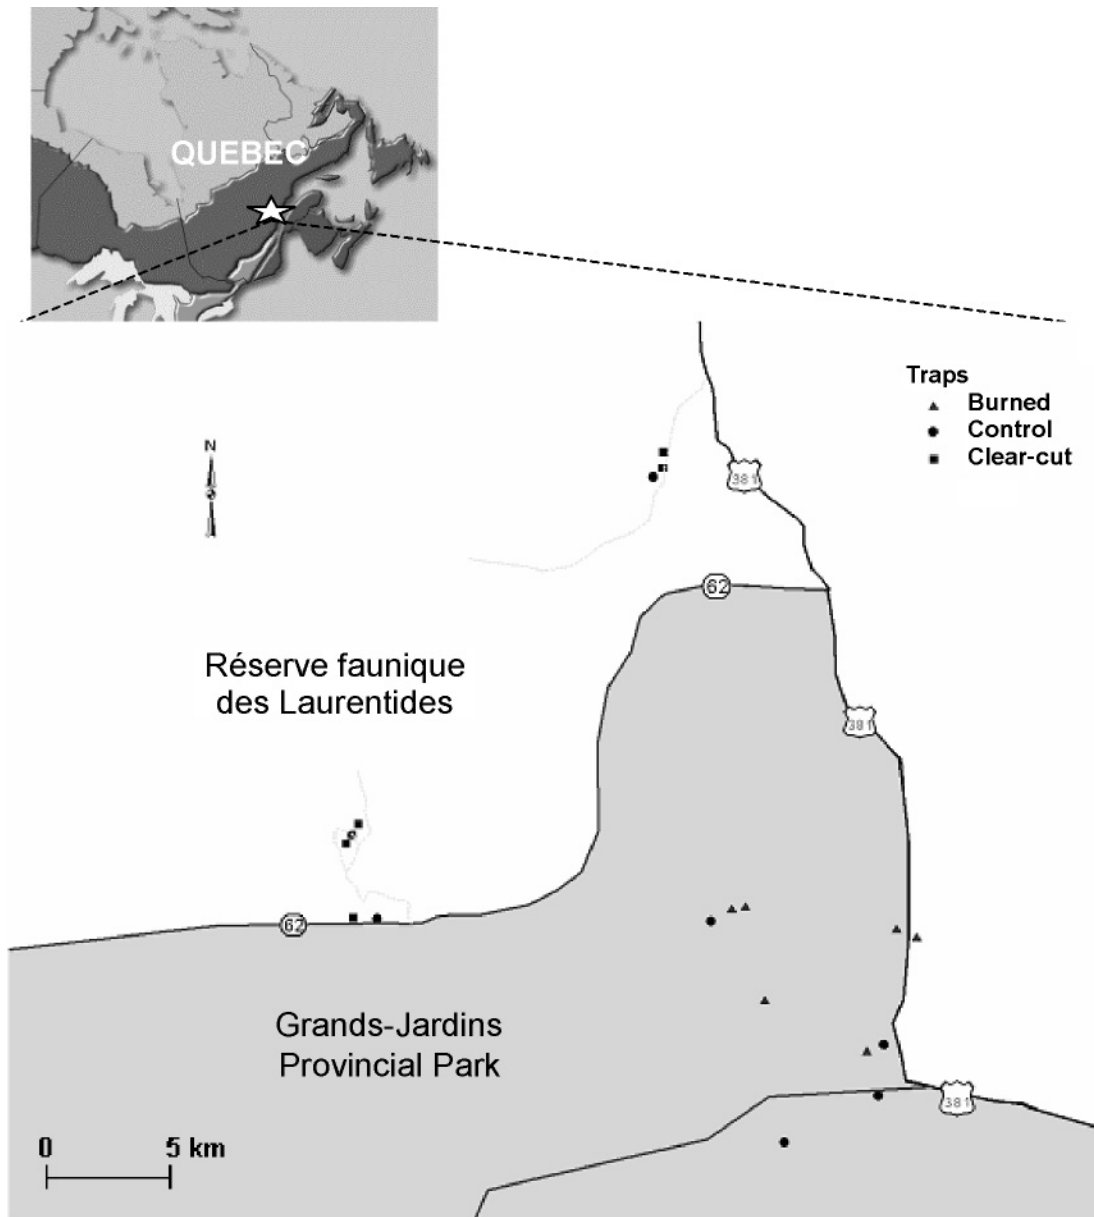 QUEBEC
Traps
Burned
Control
Clear-cut
N
381
62
Réserve faunique
des Laurentides
381
62
Grands-Jardins
Provincial Park
381
0 5 km